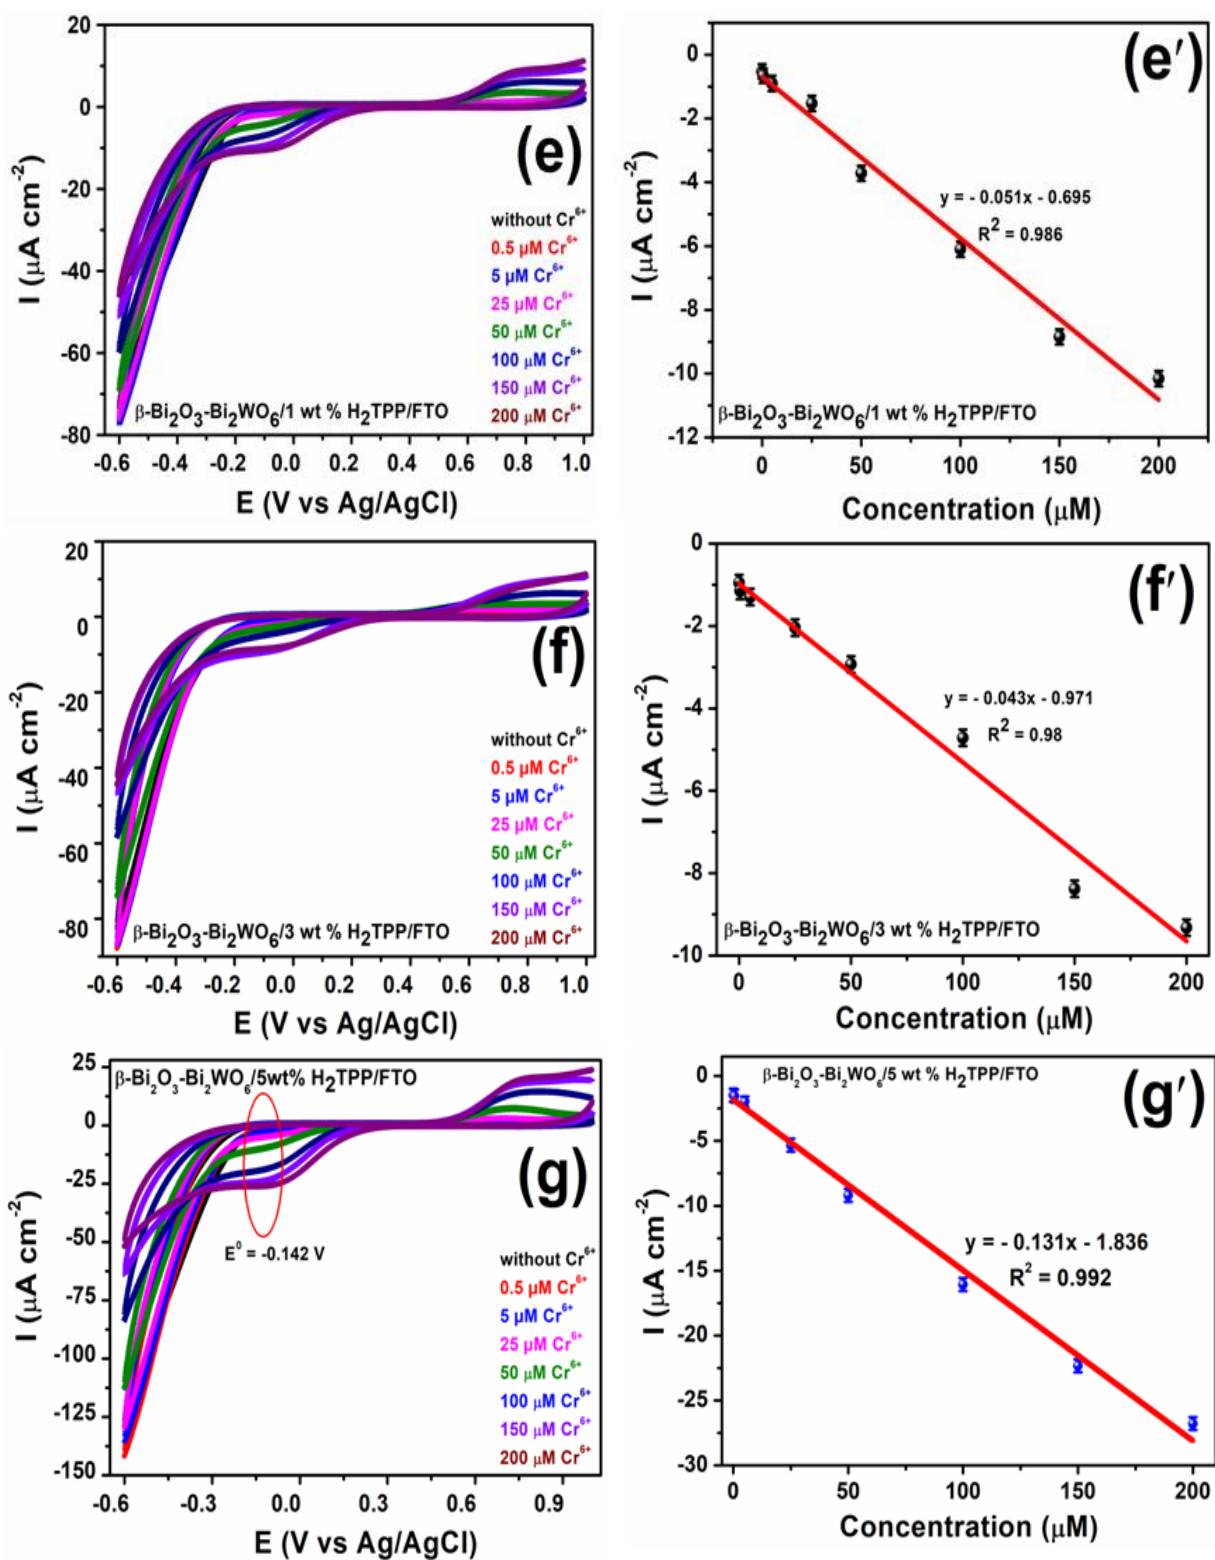 20
0
-20
-40
-60
-80
-0.6 -0.4 -0.2 0.0 0.2 0.4 0.6 0.8 1.0
I (µA cm⁻²)
E (V vs Ag/AgCl)
(e)
without Cr⁶⁺
0.5 µM Cr⁶⁺
5 µM Cr⁶⁺
25 µM Cr⁶⁺
50 µM Cr⁶⁺
100 µM Cr⁶⁺
150 µM Cr⁶⁺
200 µM Cr⁶⁺
β-Bi₂O₃-Bi₂WO₆/1 wt % H₂TPP/FTO
0
-2
-4
-6
-8
-10
-12
0 50 100 150 200
I (µA cm⁻²)
Concentration (µM)
(e′)
y = - 0.051x - 0.695
R² = 0.986
β-Bi₂O₃-Bi₂WO₆/1 wt % H₂TPP/FTO
20
0
-20
-40
-60
-80
-0.6 -0.4 -0.2 0.0 0.2 0.4 0.6 0.8 1.0
I (µA cm⁻²)
E (V vs Ag/AgCl)
(f)
without Cr⁶⁺
0.5 µM Cr⁶⁺
5 µM Cr⁶⁺
25 µM Cr⁶⁺
50 µM Cr⁶⁺
100 µM Cr⁶⁺
150 µM Cr⁶⁺
200 µM Cr⁶⁺
β-Bi₂O₃-Bi₂WO₆/3 wt % H₂TPP/FTO
0
-2
-4
-6
-8
-10
0 50 100 150 200
I (µA cm⁻²)
Concentration (µM)
(f′)
y = - 0.043x - 0.971
R² = 0.98
β-Bi₂O₃-Bi₂WO₆/3 wt % H₂TPP/FTO
25
0
-25
-50
-75
-100
-125
-150
-0.6 -0.3 0.0 0.3 0.6 0.9
I (µA cm⁻²)
E (V vs Ag/AgCl)
β-Bi₂O₃-Bi₂WO₆/5wt% H₂TPP/FTO
(g)
E⁰ = -0.142 V
without Cr⁶⁺
0.5 µM Cr⁶⁺
5 µM Cr⁶⁺
25 µM Cr⁶⁺
50 µM Cr⁶⁺
100 µM Cr⁶⁺
150 µM Cr⁶⁺
200 µM Cr⁶⁺
0
-5
-10
-15
-20
-25
-30
0 50 100 150 200
I (µA cm⁻²)
Concentration (µM)
β-Bi₂O₃-Bi₂WO₆/5 wt % H₂TPP/FTO
(g′)
y = - 0.131x - 1.836
R² = 0.992